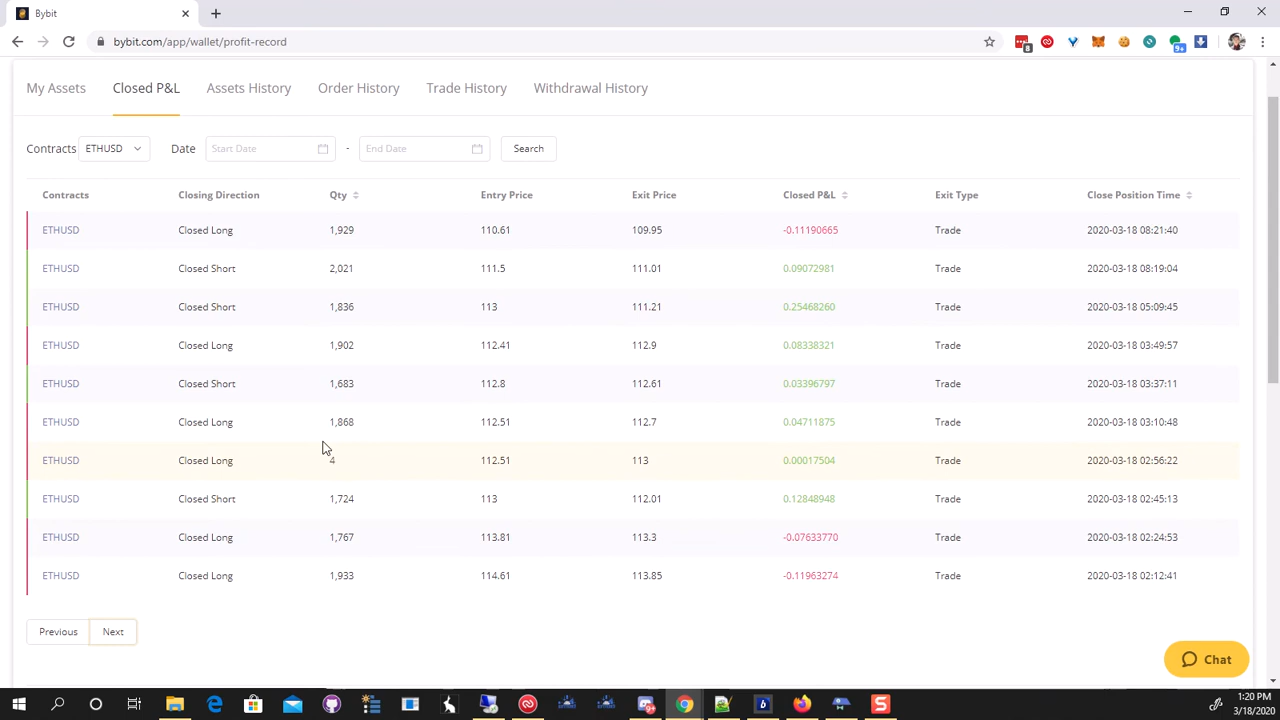 Bybit
bybit.com/app/wallet/profit-record
8
9+
My Assets Closed P&L Assets History Order History Trade History Withdrawal History
Contracts ETHUSD Date Start Date - End Date Search
Contracts Closing Direction Qty Entry Price Exit Price Closed P&L Exit Type Close Position Time
ETHUSD Closed Long 1,929 110.61 109.95 -0.11190665 Trade 2020-03-18 08:21:40
ETHUSD Closed Short 2,021 111.5 111.01 0.09072981 Trade 2020-03-18 08:19:04
ETHUSD Closed Short 1,836 113 111.21 0.25468260 Trade 2020-03-18 05:09:45
ETHUSD Closed Long 1,902 112.41 112.9 0.08338321 Trade 2020-03-18 03:49:57
ETHUSD Closed Short 1,683 112.8 112.61 0.03396797 Trade 2020-03-18 03:37:11
ETHUSD Closed Long 1,868 112.51 112.7 0.04711875 Trade 2020-03-18 03:10:48
ETHUSD Closed Long 4 112.51 113 0.00017504 Trade 2020-03-18 02:56:22
ETHUSD Closed Short 1,724 113 112.01 0.12848948 Trade 2020-03-18 02:45:13
ETHUSD Closed Long 1,767 113.81 113.3 -0.07633770 Trade 2020-03-18 02:24:53
ETHUSD Closed Long 1,933 114.61 113.85 -0.11963274 Trade 2020-03-18 02:12:41
Previous Next
Chat
1:20 PM
3/18/2020